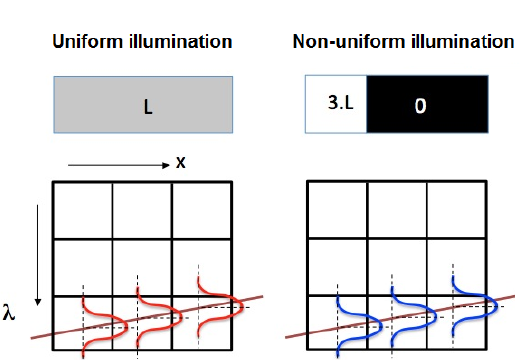 Uniform illumination
Non-uniform illumination
L
3.L
0
x
λ